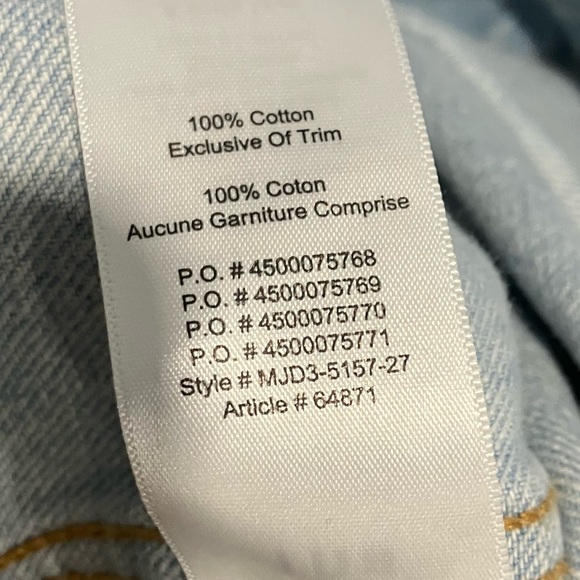 100% Cotton
Exclusive Of Trim
100% Coton
Aucune Garniture Comprise
P.O. # 4500075768
P.O. # 4500075769
P.O. # 4500075770
P.O. # 4500075771
Style # MJD3-5157-27
Article # 64871